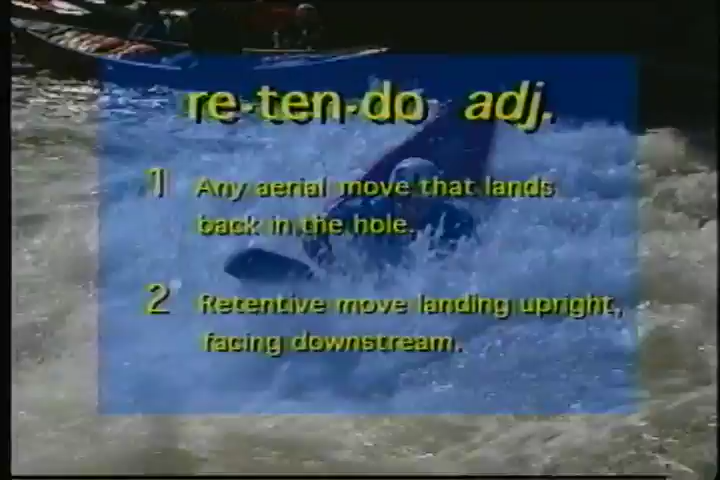 re·ten·do adj.
1 Any aerial move that lands
back in the hole.
2 Retentive move landing upright,
facing downstream.